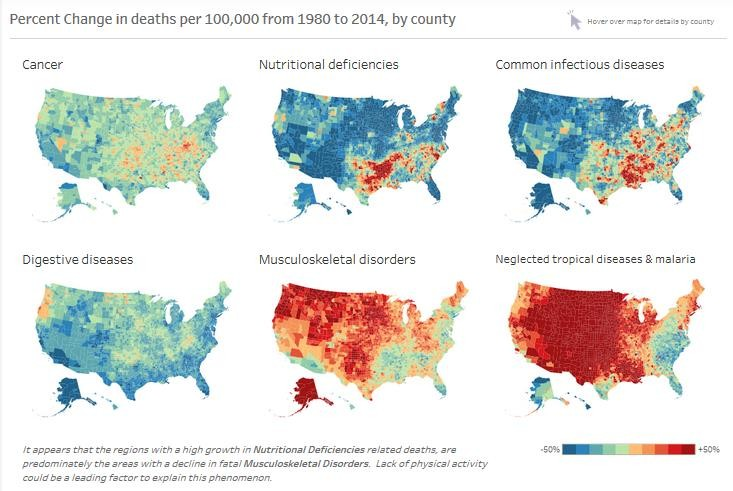 Percent Change in deaths per 100,000 from 1980 to 2014, by county
Hover over map for details by county
Cancer
Nutritional deficiencies
Common infectious diseases
Digestive diseases
Musculoskeletal disorders
Neglected tropical diseases & malaria
It appears that the regions with a high growth in Nutritional Deficiencies related deaths, are
predominately the areas with a decline in fatal Musculoskeletal Disorders. Lack of physical activity
could be a leading factor to explain this phenomenon.
-50%
+50%